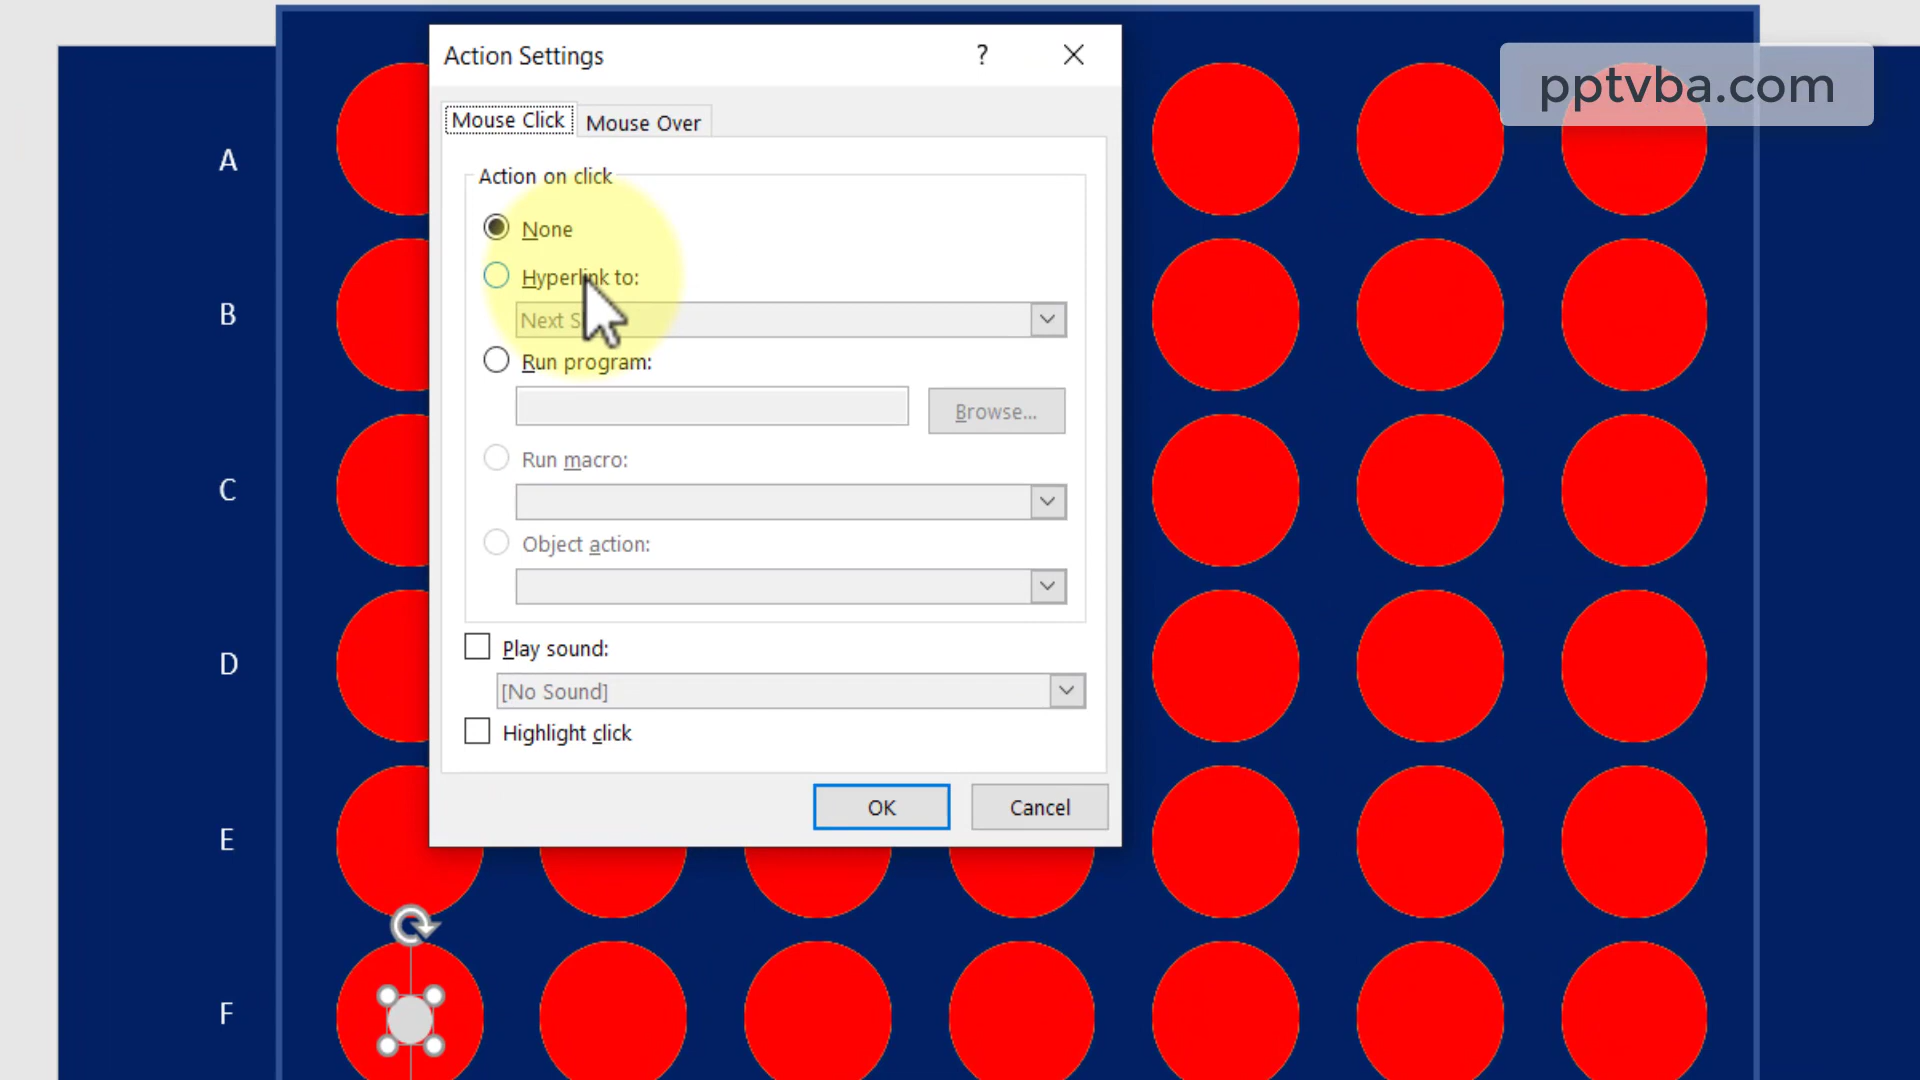 Action Settings
?
pptvba.com
Mouse Click
Mouse Over
A
Action on click
None
Hyperlink to:
B
Next S
Run program:
Browse...
Run macro:
C
Object action:
Play sound:
D
[No Sound]
Highlight click
OK
Cancel
E
F